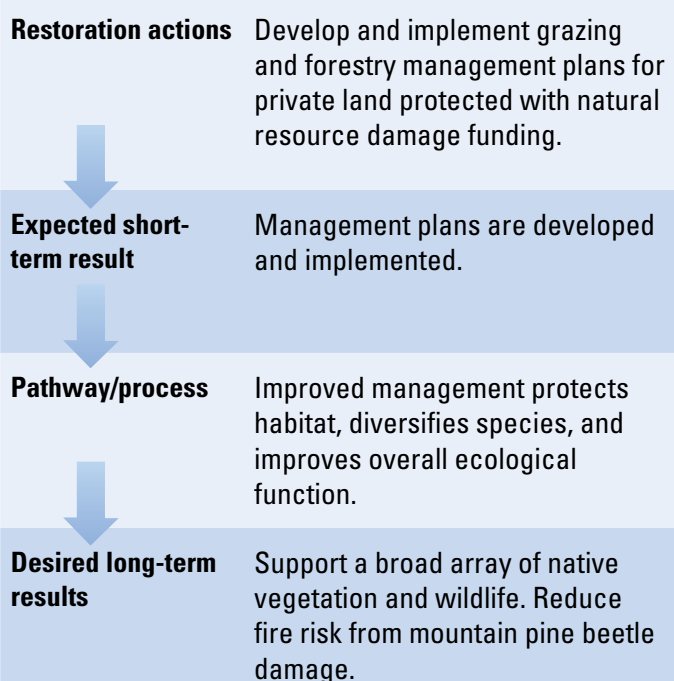 Restoration actions Develop and implement grazing
and forestry management plans for
private land protected with natural
resource damage funding.
Expected short- Management plans are developed
term result and implemented.
Pathway/process Improved management protects
habitat, diversifies species, and
improves overall ecological
function.
Desired long-term Support a broad array of native
results vegetation and wildlife. Reduce
fire risk from mountain pine beetle
damage.